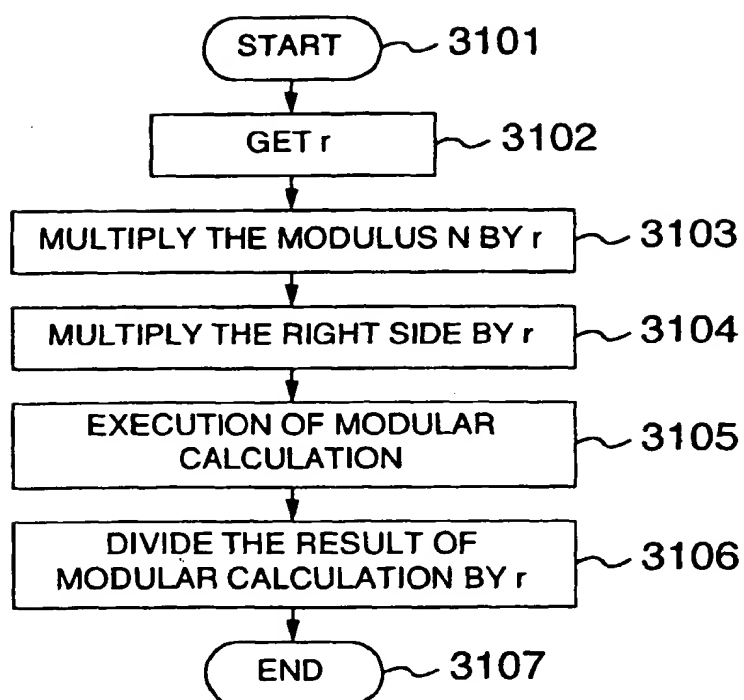 START 3101
GET r 3102
MULTIPLY THE MODULUS N BY r 3103
MULTIPLY THE RIGHT SIDE BY r 3104
EXECUTION OF MODULAR
CALCULATION 3105
DIVIDE THE RESULT OF
MODULAR CALCULATION BY r 3106
END 3107